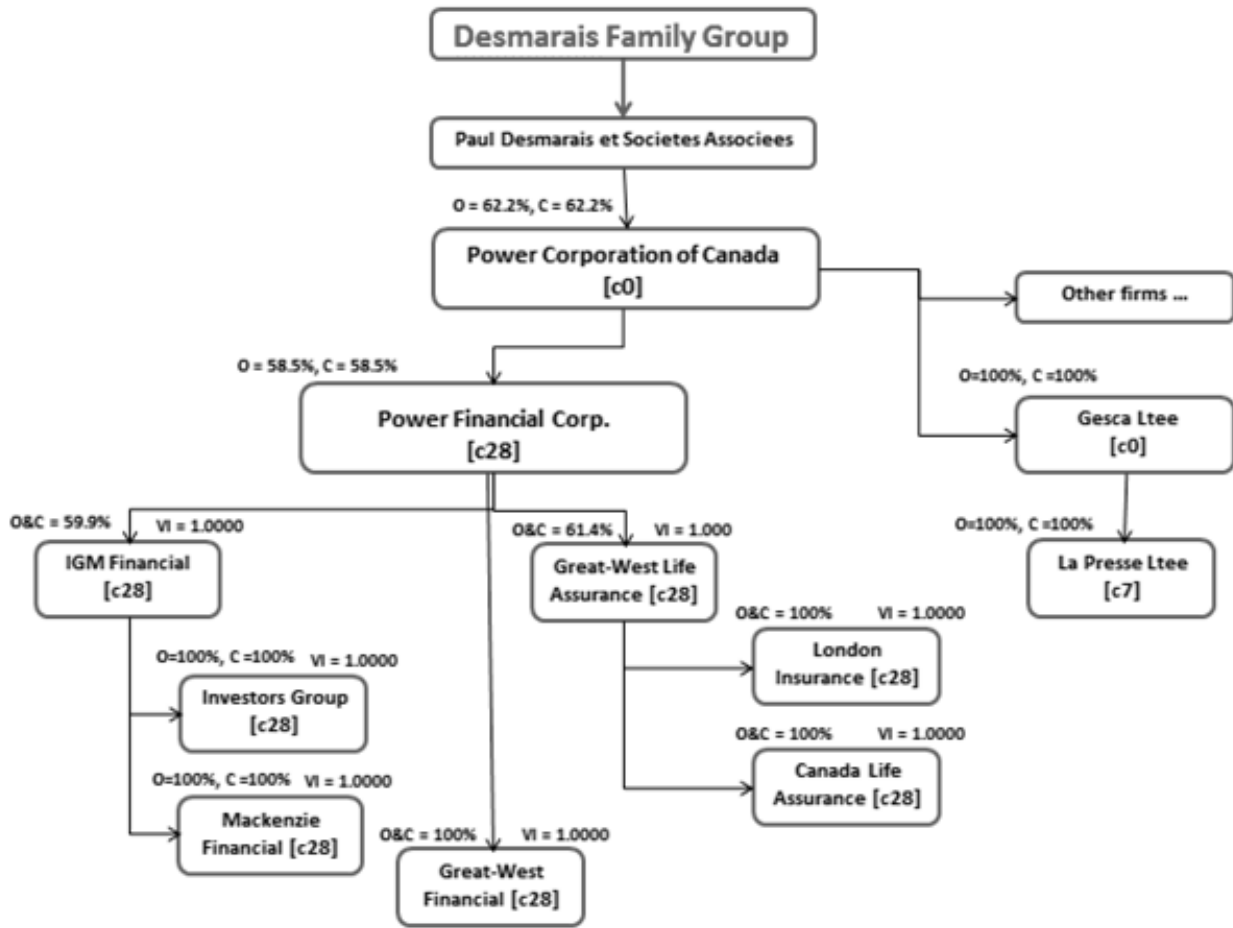 Desmarais Family Group
Paul Desmarais et Societes Associees
O = 62.2%, C = 62.2%
Power Corporation of Canada
[c0]
Other firms ...
O = 58.5%, C = 58.5%
O=100%, C =100%
Power Financial Corp.
[c28]
Gesca Ltee
[c0]
O&C = 59.9% VI = 1.0000
O&C = 61.4% VI = 1.000
O=100%, C =100%
IGM Financial
[c28]
Great-West Life
Assurance [c28]
La Presse Ltee
[c7]
O&C = 100% VI = 1.0000
London
Insurance [c28]
O=100%, C =100% VI = 1.0000
Investors Group
[c28]
O&C = 100% VI = 1.0000
Canada Life
Assurance [c28]
O=100%, C =100% VI = 1.0000
Mackenzie
Financial [c28]
O&C = 100% VI = 1.0000
Great-West
Financial [c28]